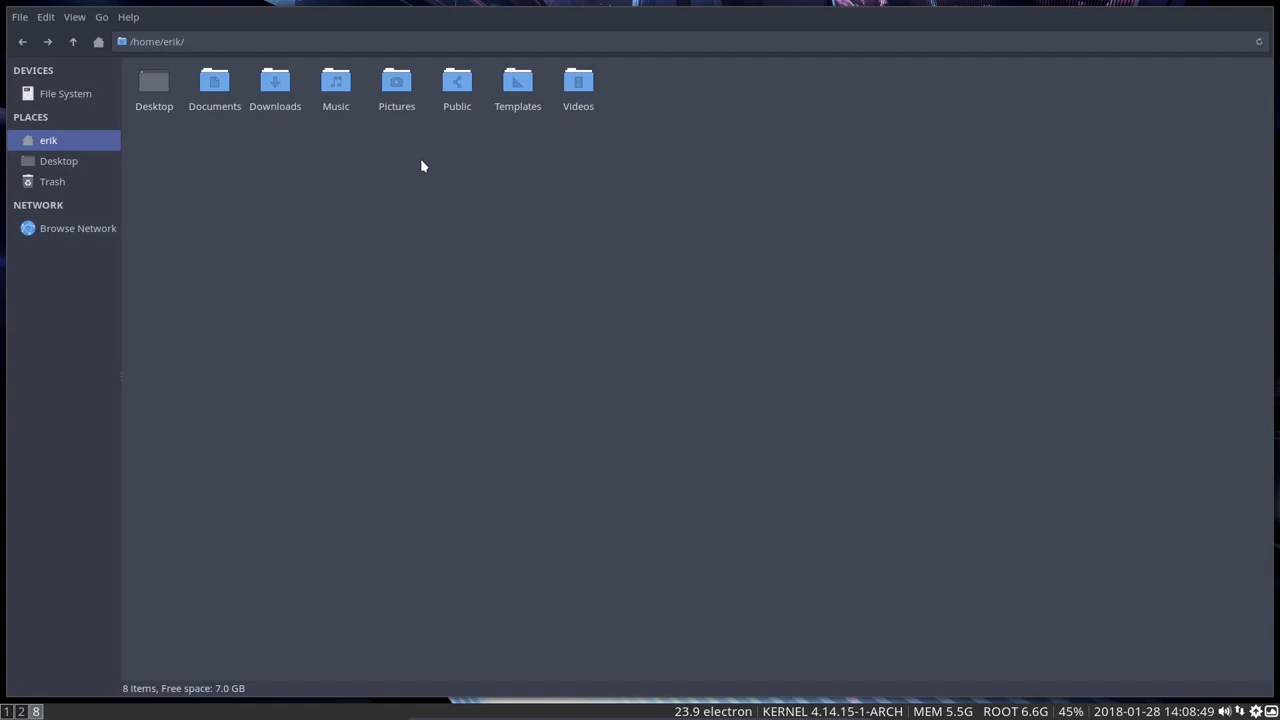 File Edit View Go Help
/home/erik/
DEVICES
File System
PLACES
erik
Desktop
Trash
NETWORK
Browse Network
Desktop Documents Downloads Music Pictures Public Templates Videos
8 items, Free space: 7.0 GB
1 2 8 23.9 electron KERNEL 4.14.15-1-ARCH MEM 5.5G ROOT 6.6G 45% 2018-01-28 14:08:49